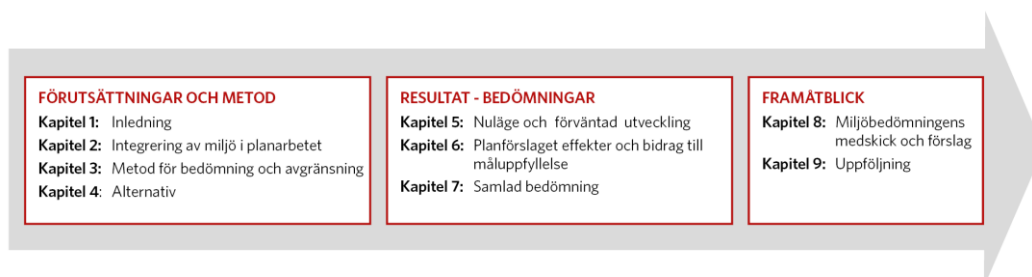 FÖRUTSÄTTNINGAR OCH METOD
Kapitel 1: Inledning
Kapitel 2: Integrering av miljö i planarbetet
Kapitel 3: Metod för bedömning och avgränsning
Kapitel 4: Alternativ
RESULTAT - BEDÖMNINGAR
Kapitel 5: Nuläge och förväntad utveckling
Kapitel 6: Planförslaget effekter och bidrag till
måluppfyllelse
Kapitel 7: Samlad bedömning
FRAMÅTBLICK
Kapitel 8: Miljöbedömningens
medskick och förslag
Kapitel 9: Uppföljning